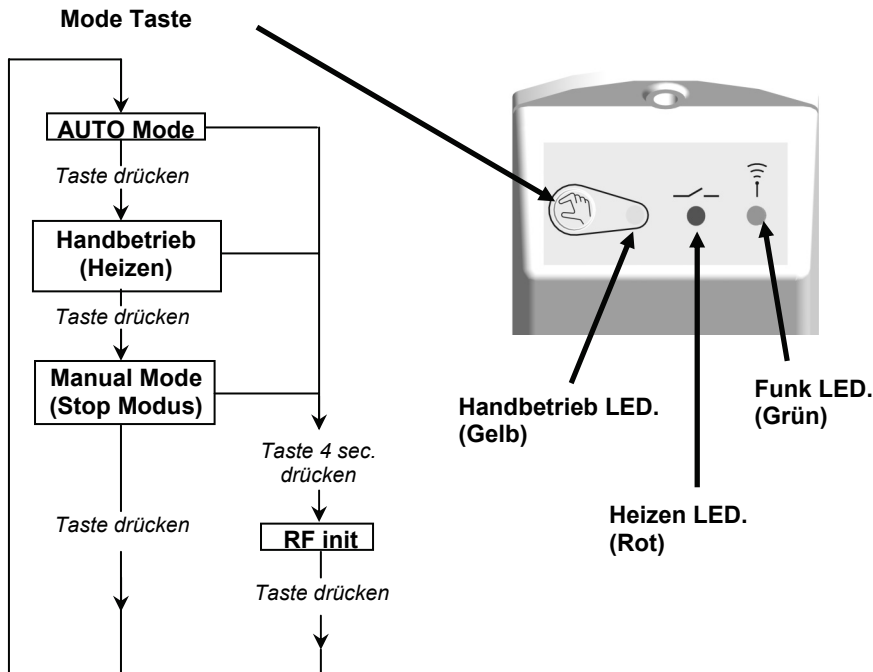 Mode Taste
AUTO Mode
Taste drücken
Handbetrieb
(Heizen)
Taste drücken
Manual Mode
(Stop Modus)
Taste drücken
Taste 4 sec.
drücken
RF init
Taste drücken
Handbetrieb LED.
(Gelb)
Heizen LED.
(Rot)
Funk LED.
(Grün)